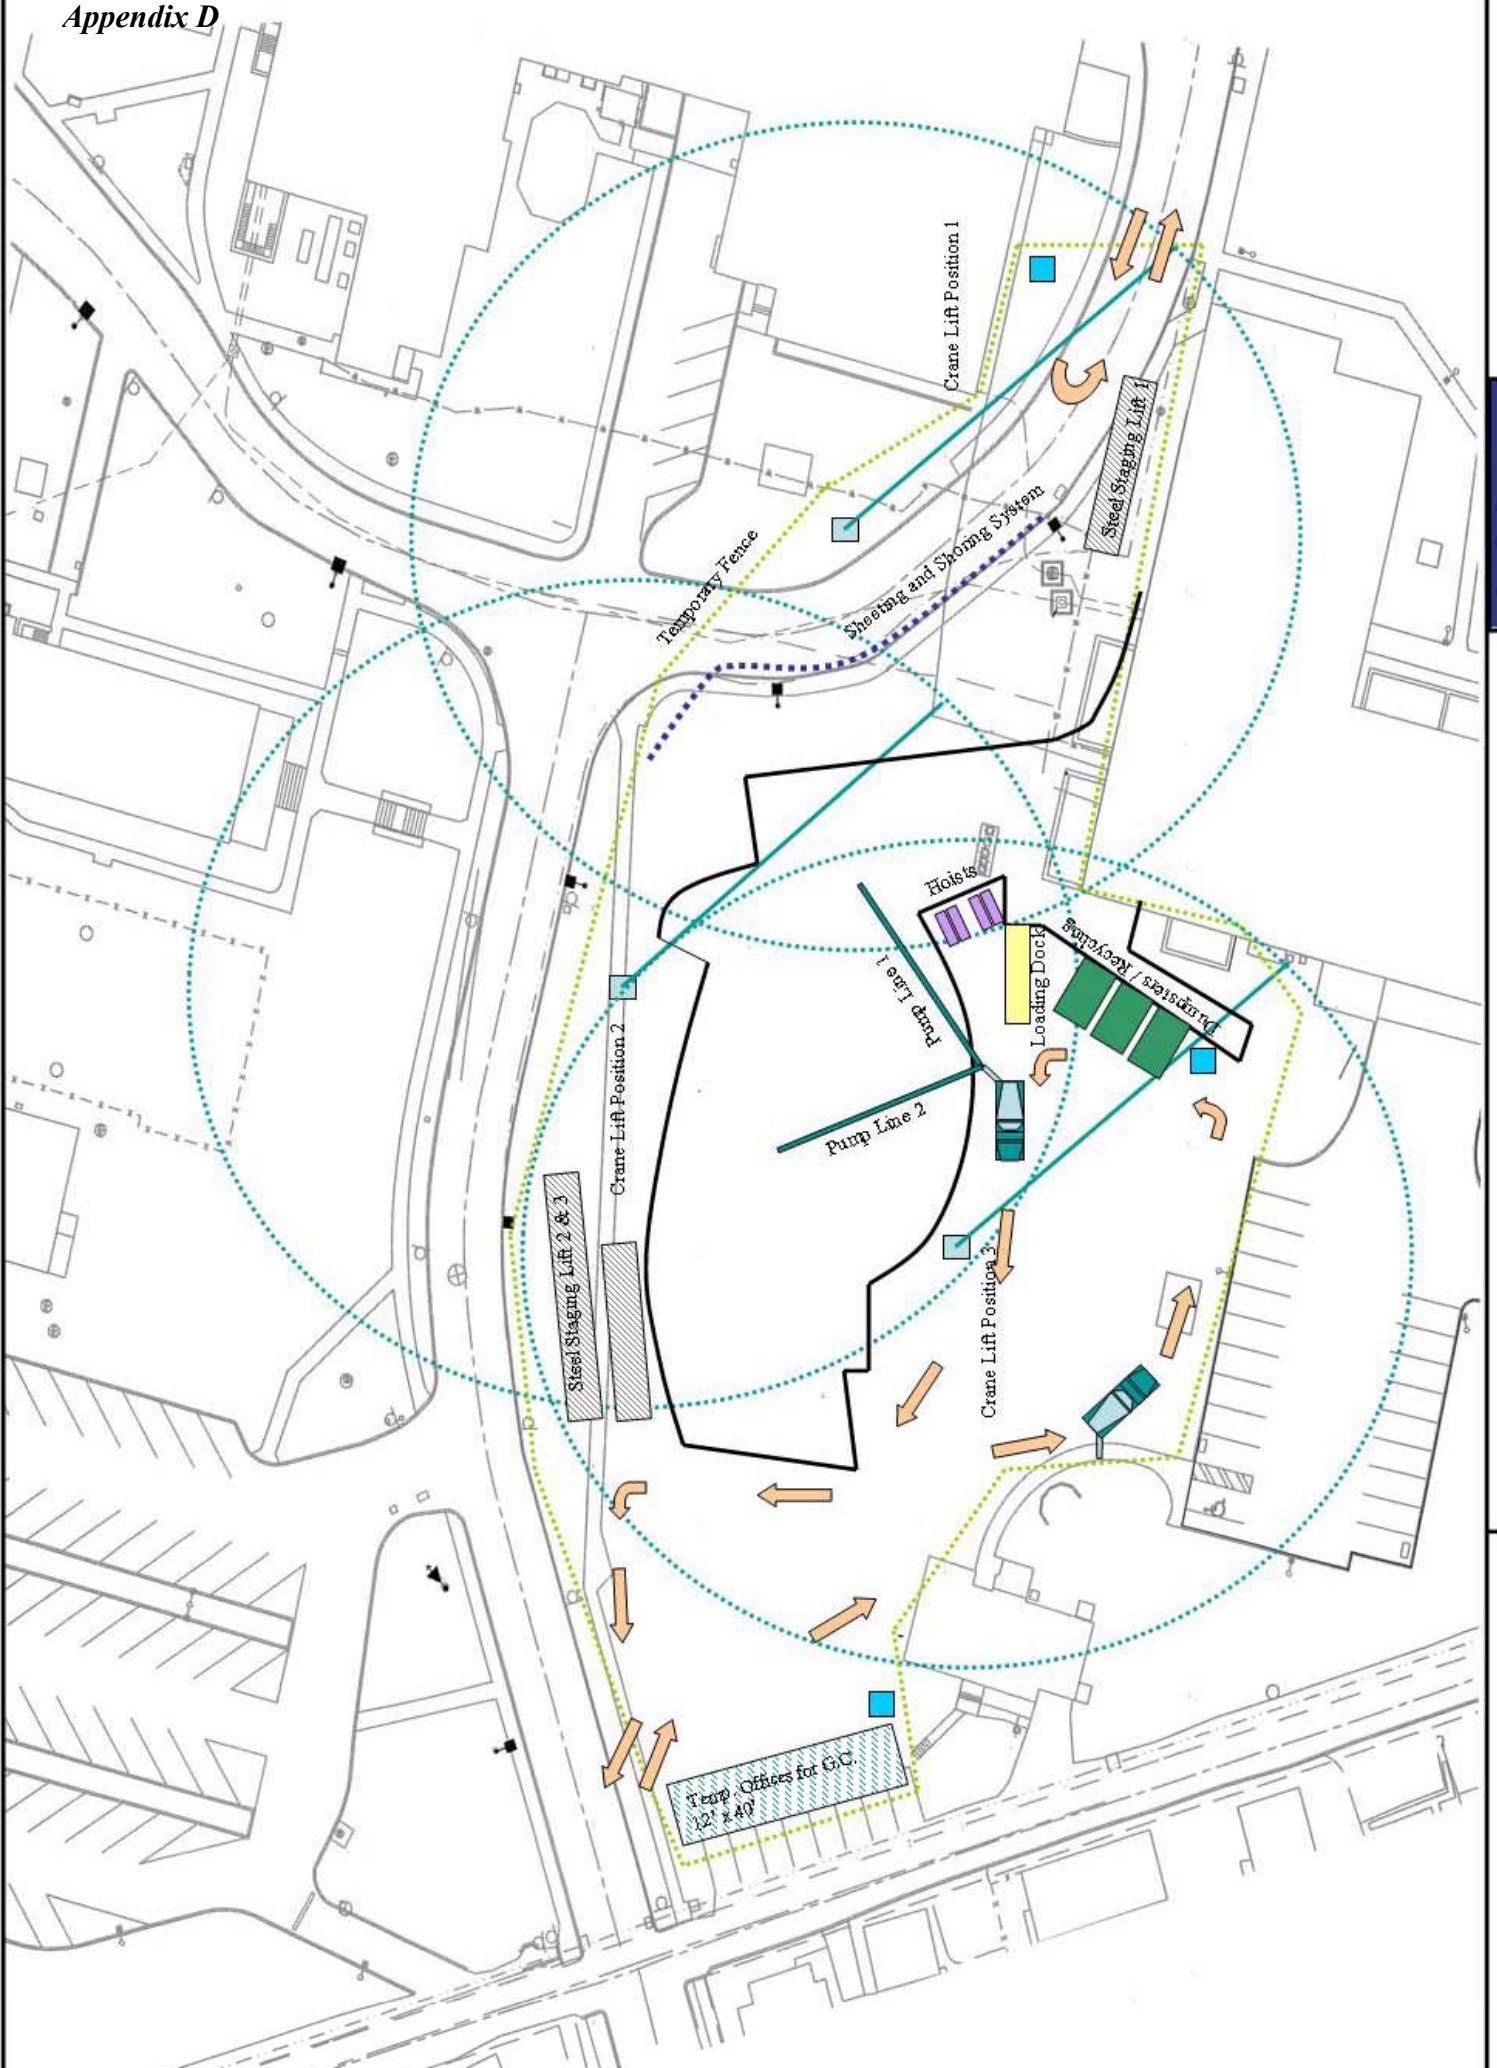 Appendix D
Crane Lift Position 1
Steel Staging Lift 1
Temporary Fence
Sheeting and Shoring System
Hoists
Pump Line 1
Loading Dock
Dumpsters / Recycling
Crane Lift Position 2
Pump Line 2
Steel Staging Lift 2 & 3
Crane Lift Position 3
Temp. Offices for G.C.
12' x 40'